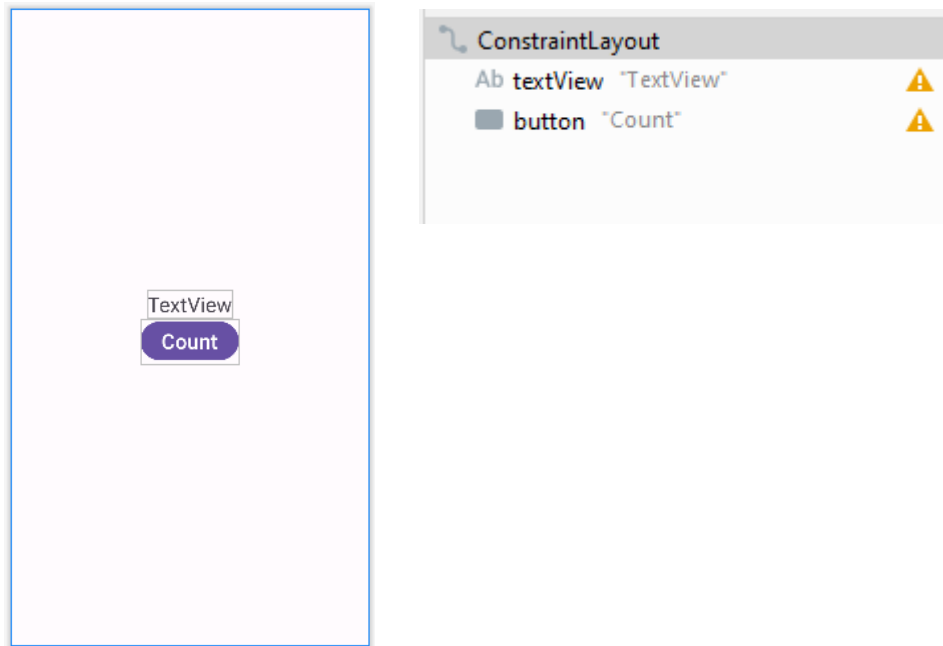 TextView
Count
ConstraintLayout
Ab textView "TextView"
button "Count"